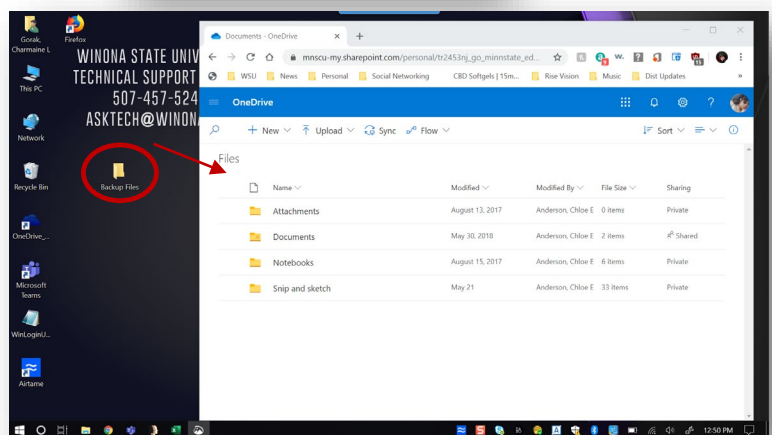 Gorak,
Charmaine L
Firefox
This PC
Network
Recycle Bin
Backup Files
OneDrive_...
Microsoft
Teams
WinLoginU...
Airtame
WINONA STATE UNIV
TECHNICAL SUPPORT
507-457-524
ASKTECH@WINON
Documents - OneDrive
mnscu-my.sharepoint.com/personal/tr2453nj_go_minnstate_ed...
WSU News Personal Social Networking CBD Softgels | 15m... Rise Vision Music Dist Updates »
OneDrive
New Upload Sync Flow Sort
Files
Name Modified Modified By File Size Sharing
Attachments August 13, 2017 Anderson, Chloe E 0 items Private
Documents May 30, 2018 Anderson, Chloe E 2 items Shared
Notebooks August 15, 2017 Anderson, Chloe E 6 items Private
Snip and sketch May 21 Anderson, Chloe E 33 items Private
12:50 PM